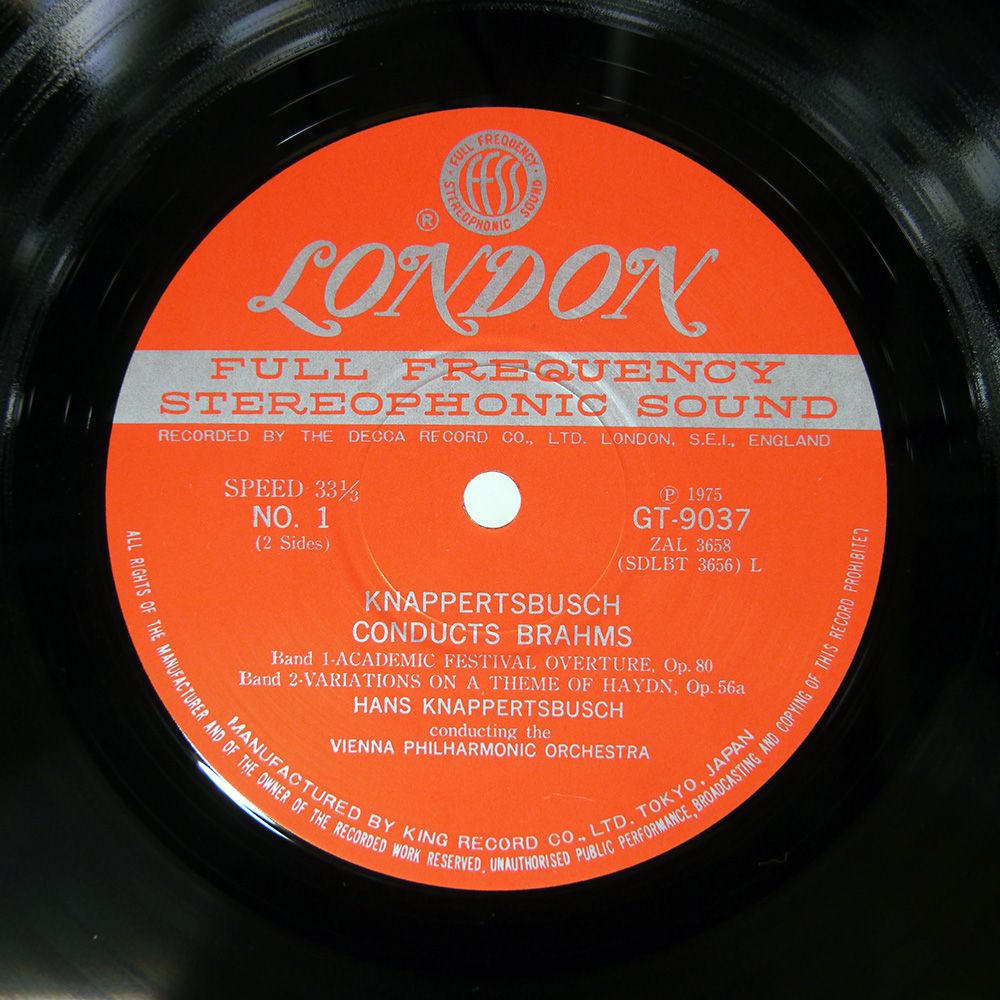 FULL FREQUENCY
STEREOPHONIC SOUND
FFSS
®
LONDON
FULL FREQUENCY
STEREOPHONIC SOUND
RECORDED BY THE DECCA RECORD CO., LTD. LONDON, S.E.I., ENGLAND
SPEED 33⅓
NO. 1
(2 Sides)
℗ 1975
GT-9037
ZAL 3658
(SDLBT 3656) L
KNAPPERTSBUSCH
CONDUCTS BRAHMS
Band 1-ACADEMIC FESTIVAL OVERTURE, Op. 80
Band 2-VARIATIONS ON A THEME OF HAYDN, Op. 56a
HANS KNAPPERTSBUSCH
conducting the
VIENNA PHILHARMONIC ORCHESTRA
MANUFACTURED BY KING RECORD CO., LTD. TOKYO, JAPAN
ALL RIGHTS OF THE MANUFACTURER AND OF THE OWNER OF THE RECORDED WORK RESERVED, UNAUTHORISED PUBLIC PERFORMANCE, BROADCASTING AND COPYING OF THIS RECORD PROHIBITED